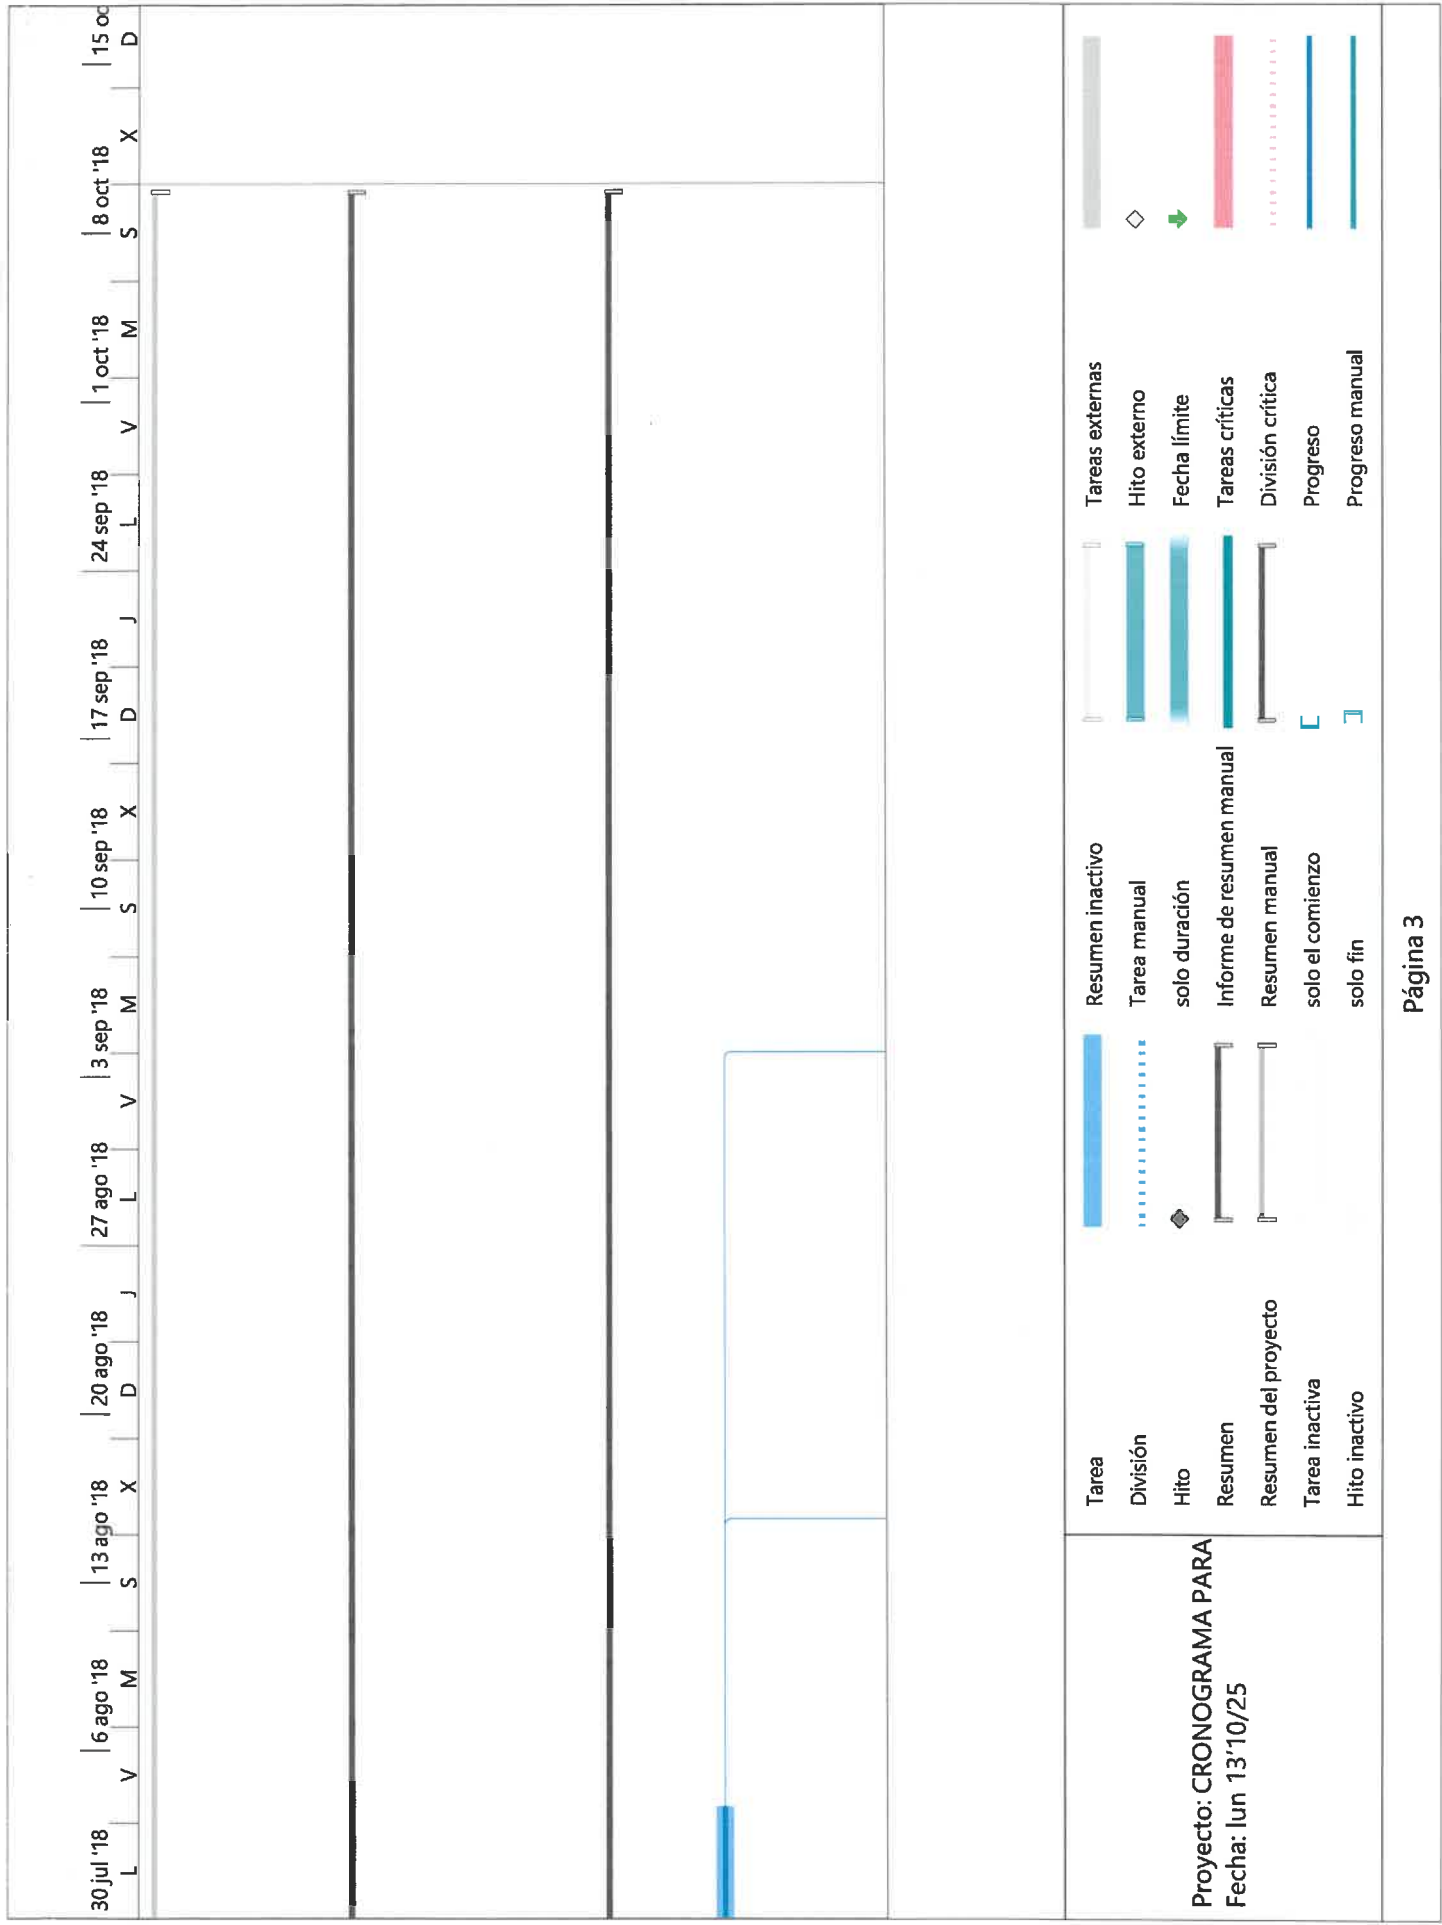 30 jul '18 6 ago '18 13 ago '18 20 ago '18 27 ago '18 3 sep '18 10 sep '18 17 sep '18 24 sep '18 1 oct '18 8 oct '18 15 oc
L V M S X D J L V M S X D J L V M S X D
Tarea Resumen inactivo Tareas externas
División Tarea manual Hito externo
Hito solo duración Fecha límite
Resumen Informe de resumen manual Tareas críticas
Resumen del proyecto Resumen manual División crítica
Tarea inactiva solo el comienzo Progreso
Hito inactivo solo fin Progreso manual
Proyecto: CRONOGRAMA PARA
Fecha: lun 13'10/25
Página 3